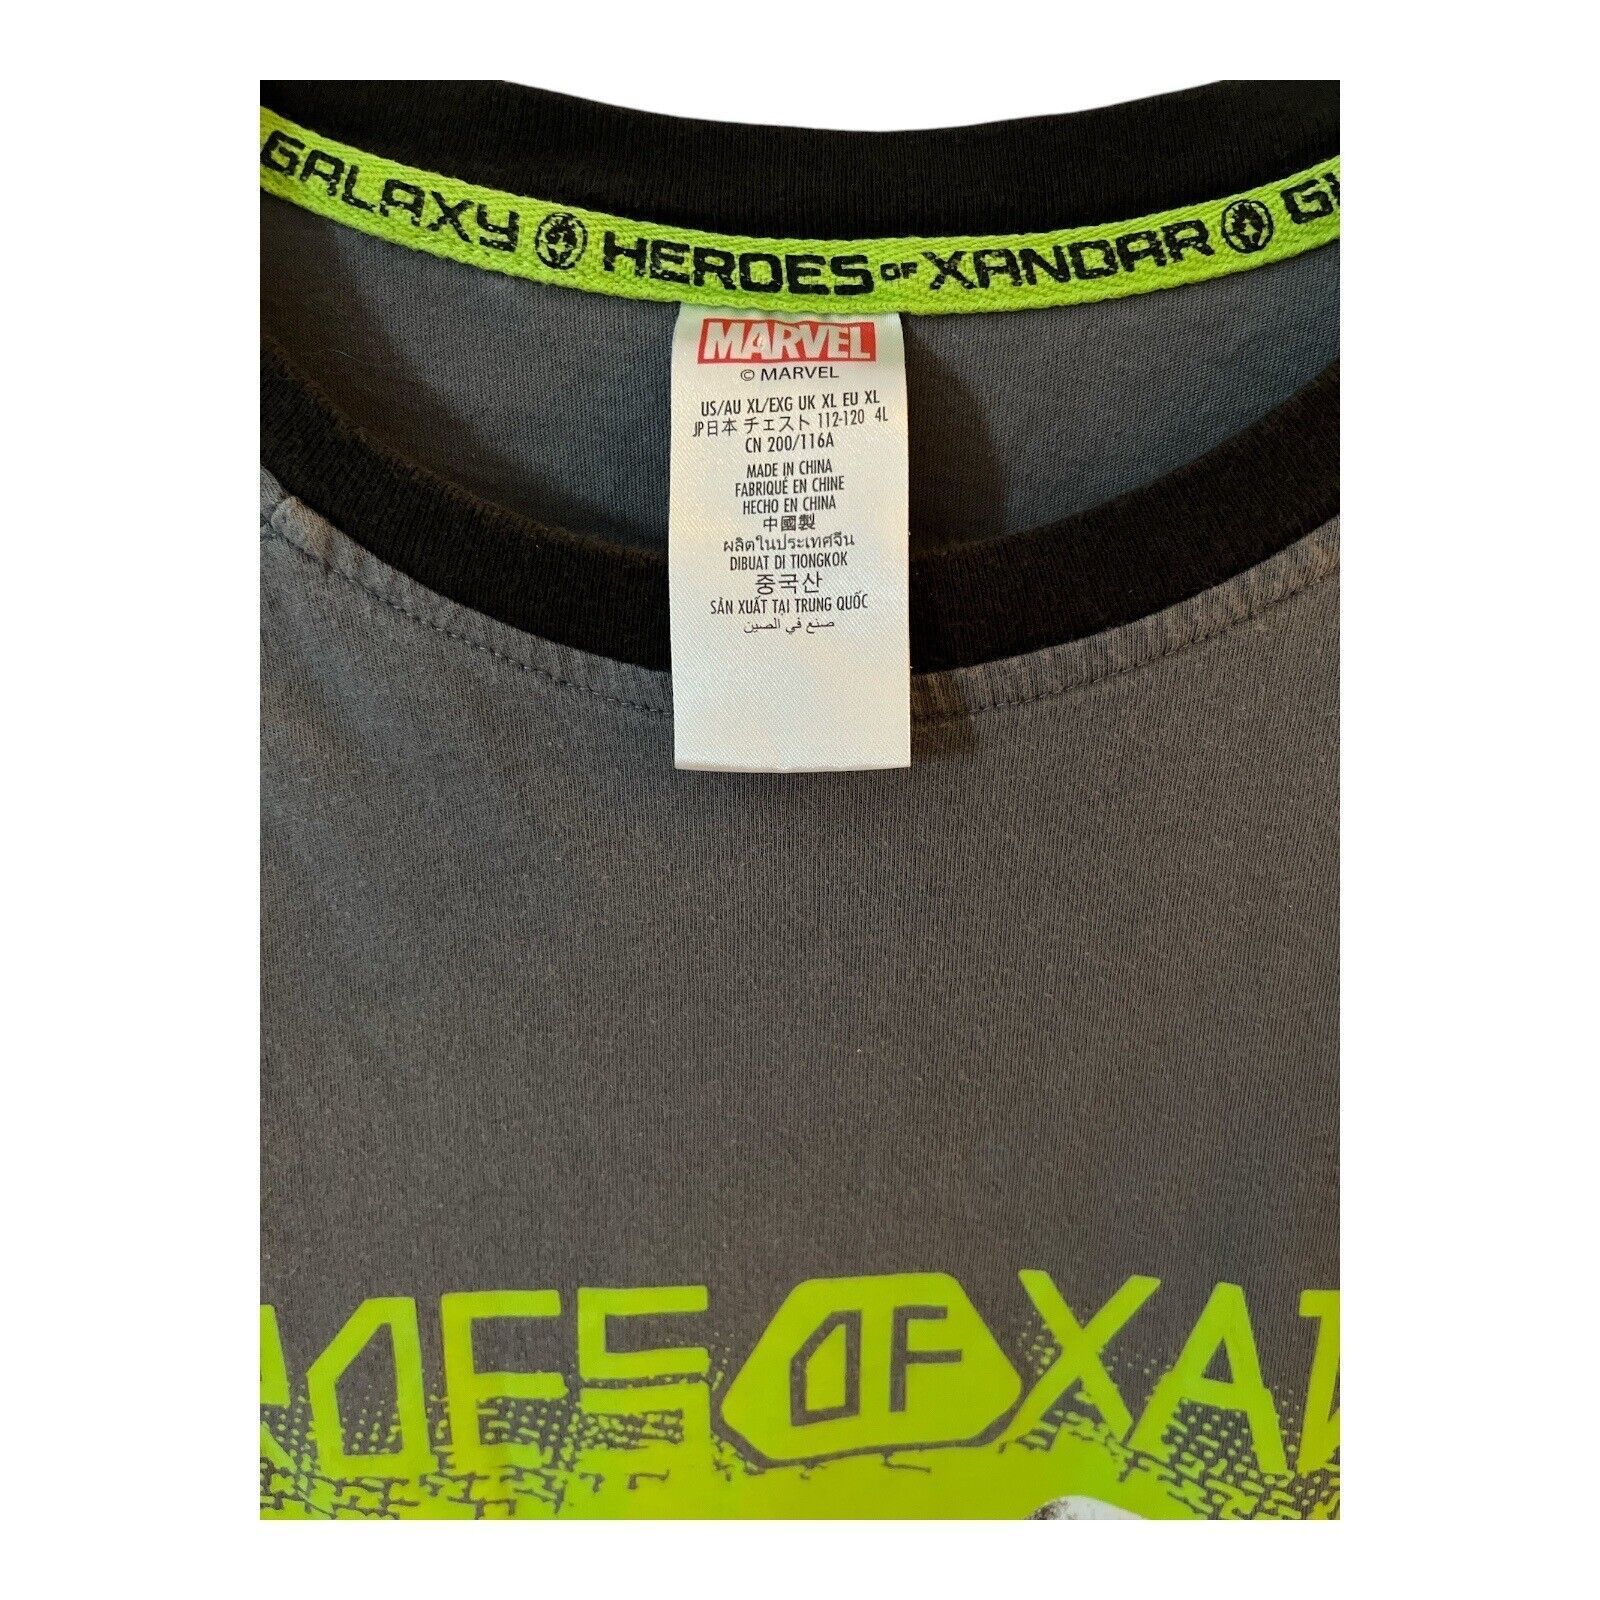 GALAXY HEROES OF XANDAR
MARVEL
© MARVEL
US/AU XL/EXG UK XL EU XL
JP日本 チェスト 112-120 4L
CN 200/116A
MADE IN CHINA
FABRIQUÉ EN CHINE
HECHO EN CHINA
中國製
ผลิตในประเทศจีน
DIBUAT DI TIONGKOK
중국산
SẢN XUẤT TẠI TRUNG QUỐC
صنع في الصين
OF